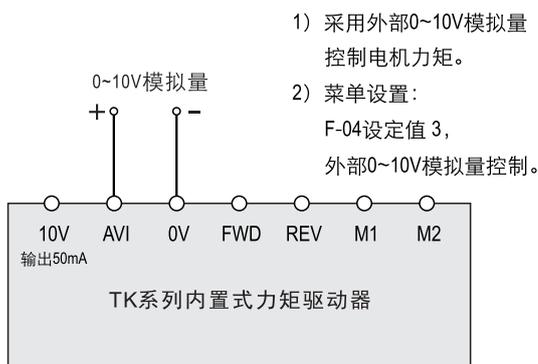 1）采用外部0~10V模拟量
控制电机力矩。
2）菜单设置：
F-04设定值 3，
外部0~10V模拟量控制。
0~10V模拟量
+ -
10V AVI 0V FWD REV M1 M2
输出50mA
TK系列内置式力矩驱动器